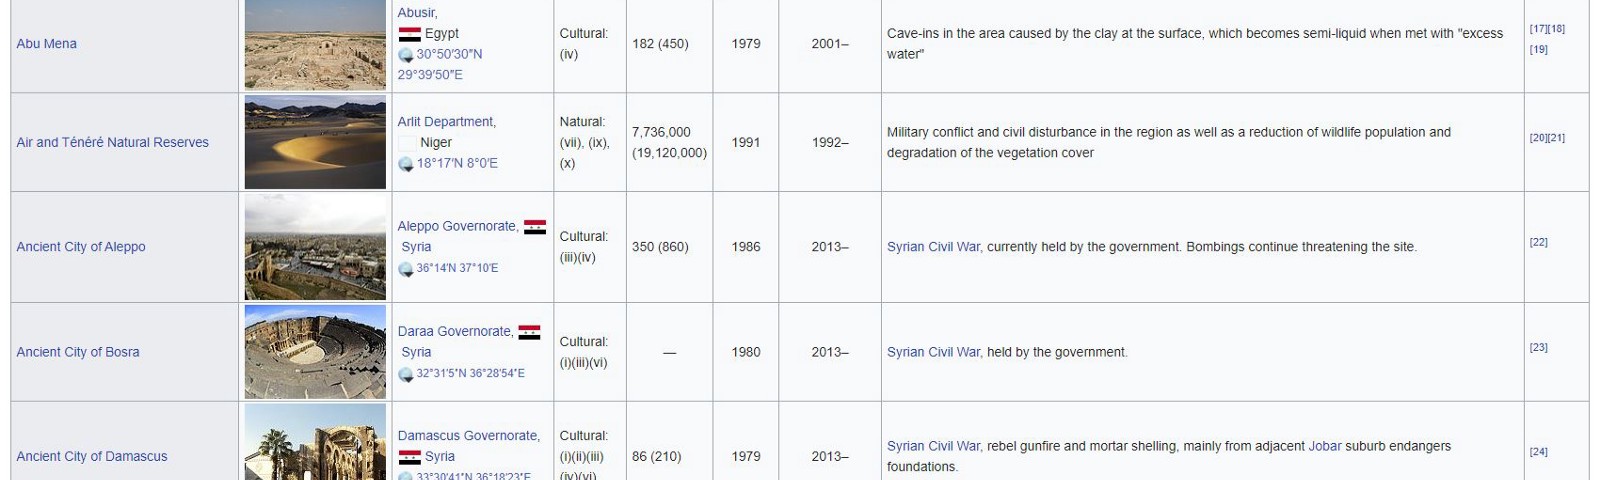 Abu Mena
Abusir,
Egypt
30°50′30″N
29°39′50″E
Cultural:
(iv)
182 (450)
1979
2001–
Cave-ins in the area caused by the clay at the surface, which becomes semi-liquid when met with "excess
water"
[17][18]
[19]
Air and Ténéré Natural Reserves
Arlit Department,
Niger
18°17′N 8°0′E
Natural:
(vii), (ix),
(x)
7,736,000
(19,120,000)
1991
1992–
Military conflict and civil disturbance in the region as well as a reduction of wildlife population and
degradation of the vegetation cover
[20][21]
Ancient City of Aleppo
Aleppo Governorate,
Syria
36°14′N 37°10′E
Cultural:
(iii)(iv)
350 (860)
1986
2013–
Syrian Civil War, currently held by the government. Bombings continue threatening the site.
[22]
Ancient City of Bosra
Daraa Governorate,
Syria
32°31′5″N 36°28′54″E
Cultural:
(i)(iii)(vi)
—
1980
2013–
Syrian Civil War, held by the government.
[23]
Ancient City of Damascus
Damascus Governorate,
Syria
33°30′41″N 36°18′23″E
Cultural:
(i)(ii)(iii)
(iv)(vi)
86 (210)
1979
2013–
Syrian Civil War, rebel gunfire and mortar shelling, mainly from adjacent Jobar suburb endangers
foundations.
[24]